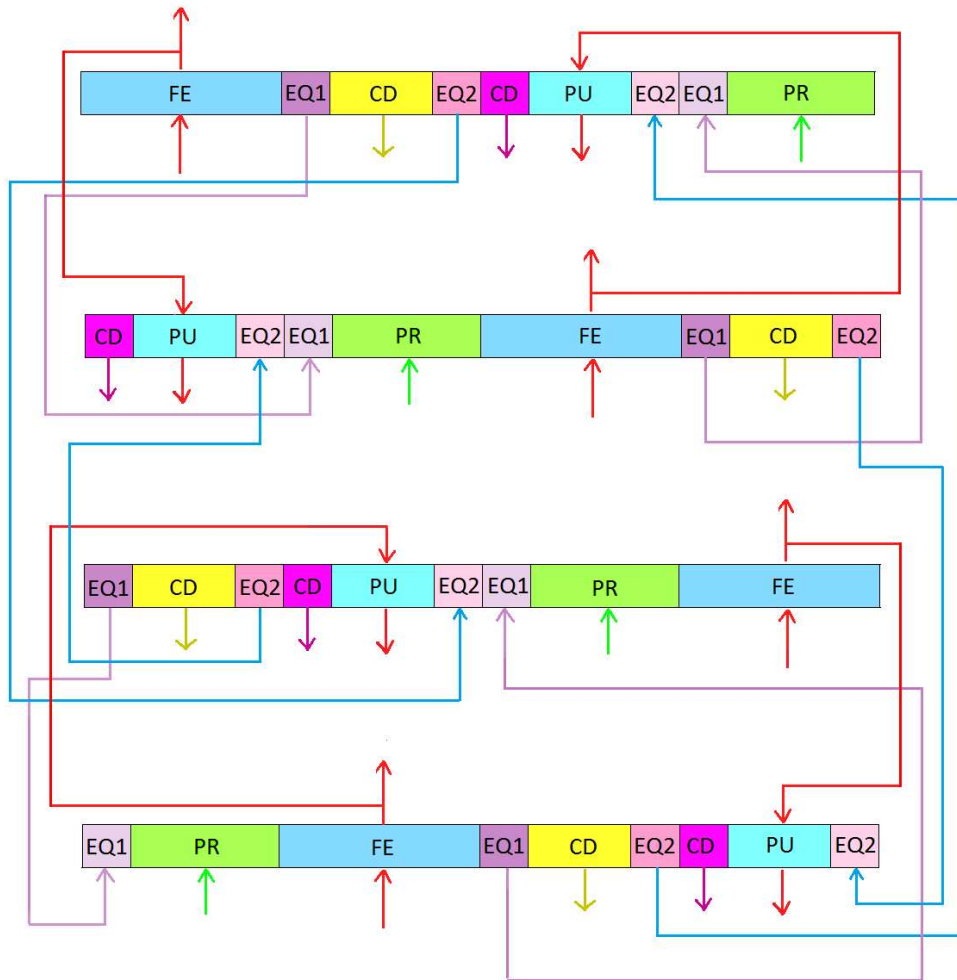 FE EQ1 CD EQ2 CD PU EQ2 EQ1 PR
CD PU EQ2 EQ1 PR FE EQ1 CD EQ2
EQ1 CD EQ2 CD PU EQ2 EQ1 PR FE
EQ1 PR FE EQ1 CD EQ2 CD PU EQ2